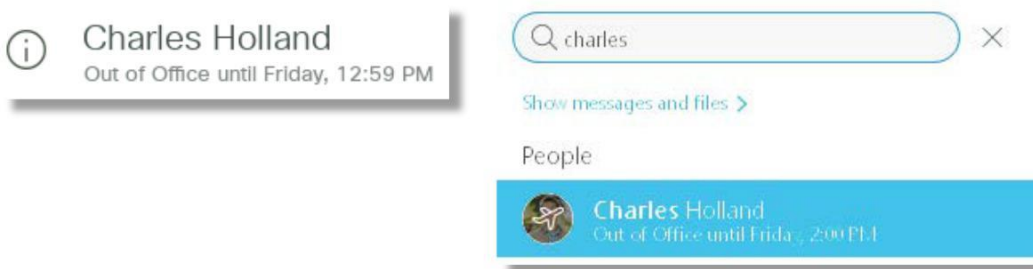 Charles Holland
Out of Office until Friday, 12:59 PM
charles
Show messages and files >
People
Charles Holland
Out of Office until Friday, 2:00 PM